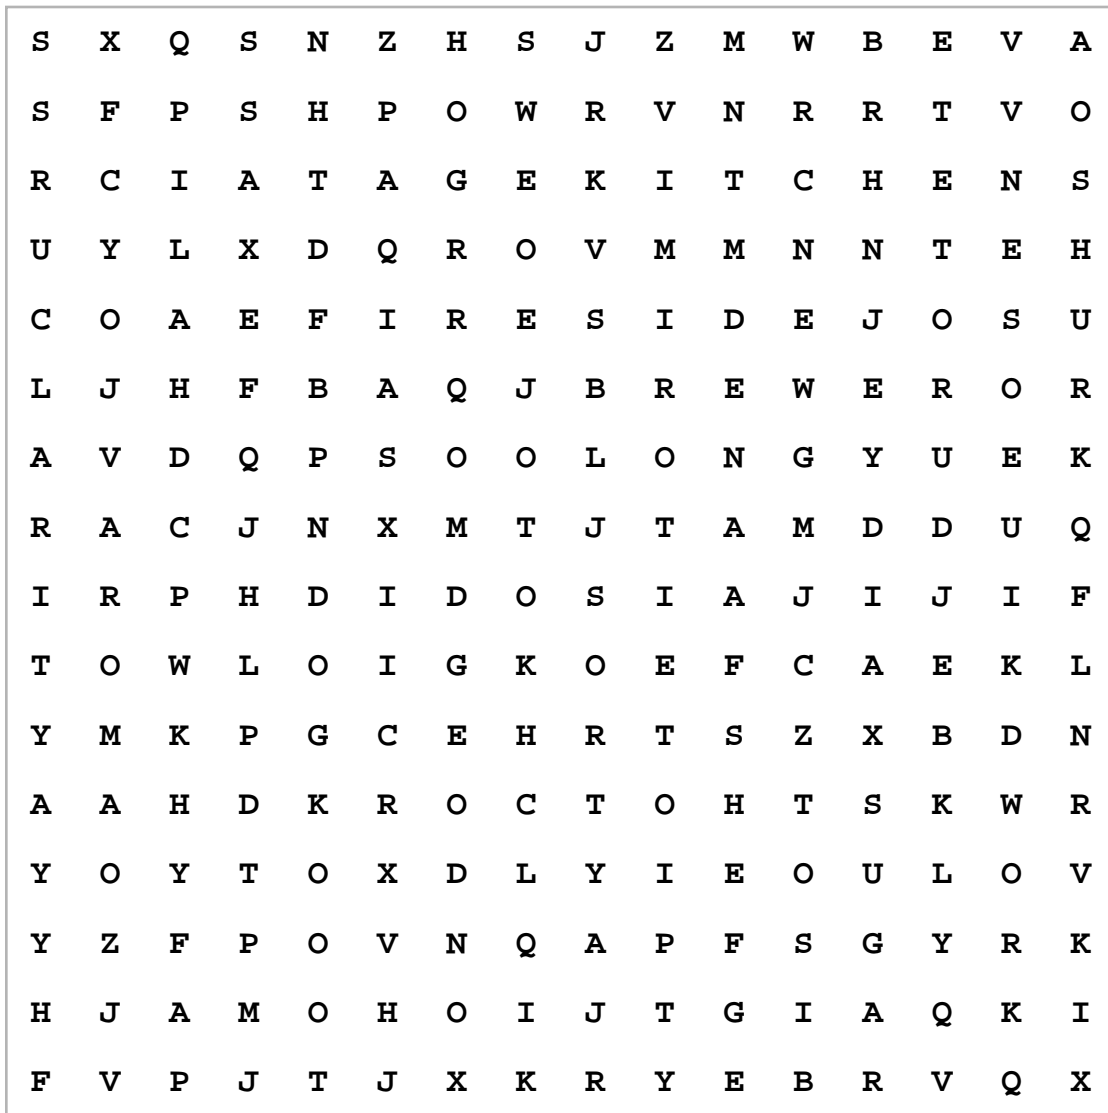 S X Q S N Z H S J Z M W B E V A
S F P S H P O W R V N R R T V O
R C I A T A G E K I T C H E N S
U Y L X D Q R O V M M N N T E H
C O A E F I R E S I D E J O S U
L J H F B A Q J B R E W E R O R
A V D Q P S O O L O N G Y U E K
R A C J N X M T J T A M D D U Q
I R P H D I D O S I A J I J I F
T O W L O I G K O E F C A E K L
Y M K P G C E H R T S Z X B D N
A A H D K R O C T O H T S K W R
Y O Y T O X D L Y I E O U L O V
Y Z F P O V N Q A P F S G Y R K
H J A M O H O I J T G I A Q K I
F V P J T J X K R Y E B R V Q X